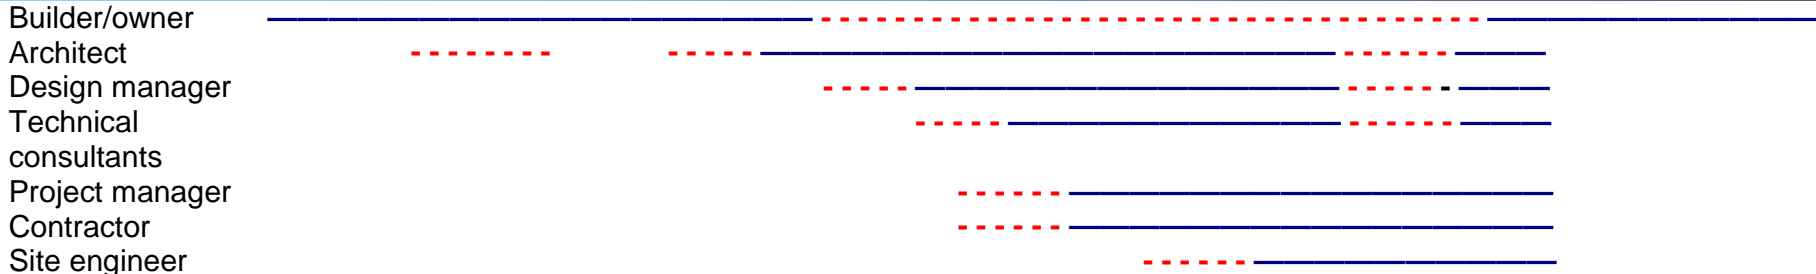 Builder/owner
Architect
Design manager
Technical
consultants
Project manager
Contractor
Site engineer